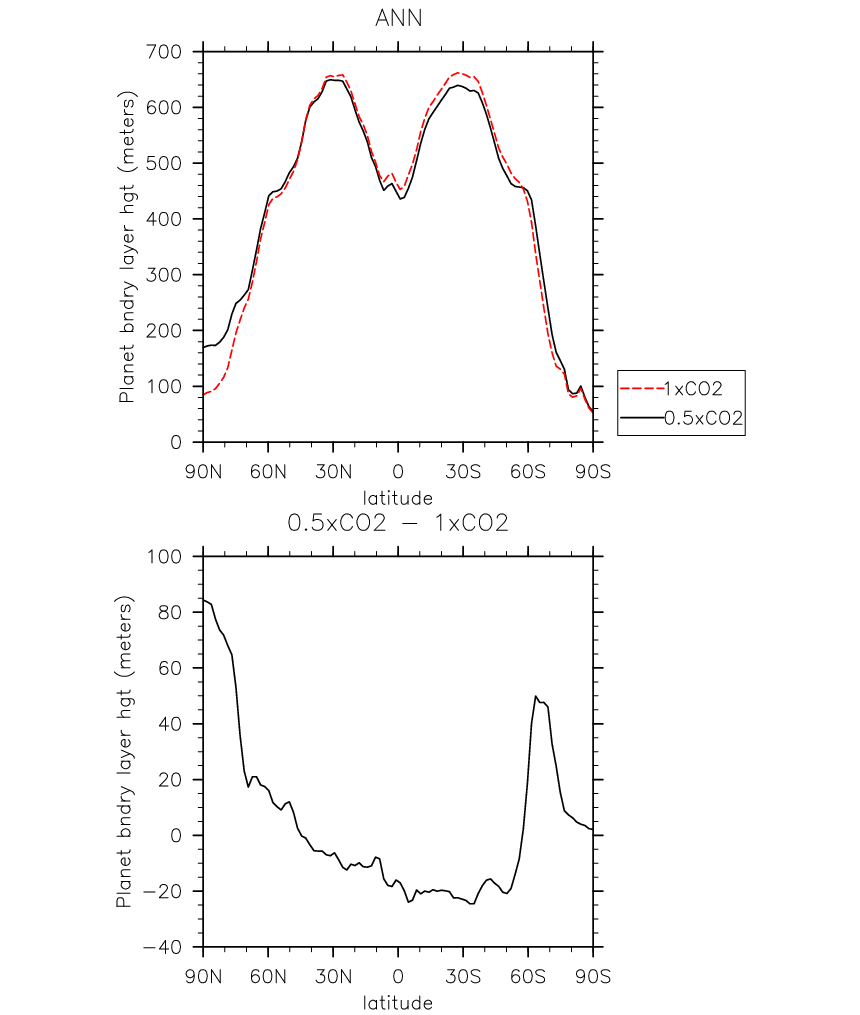 ANN
Planet bndry layer hgt (meters)
700
600
500
400
300
200
100
0
90N 60N 30N 0 30S 60S 90S
latitude
1xCO2
0.5xCO2
0.5xCO2 − 1xCO2
Planet bndry layer hgt (meters)
100
80
60
40
20
0
−20
−40
90N 60N 30N 0 30S 60S 90S
latitude